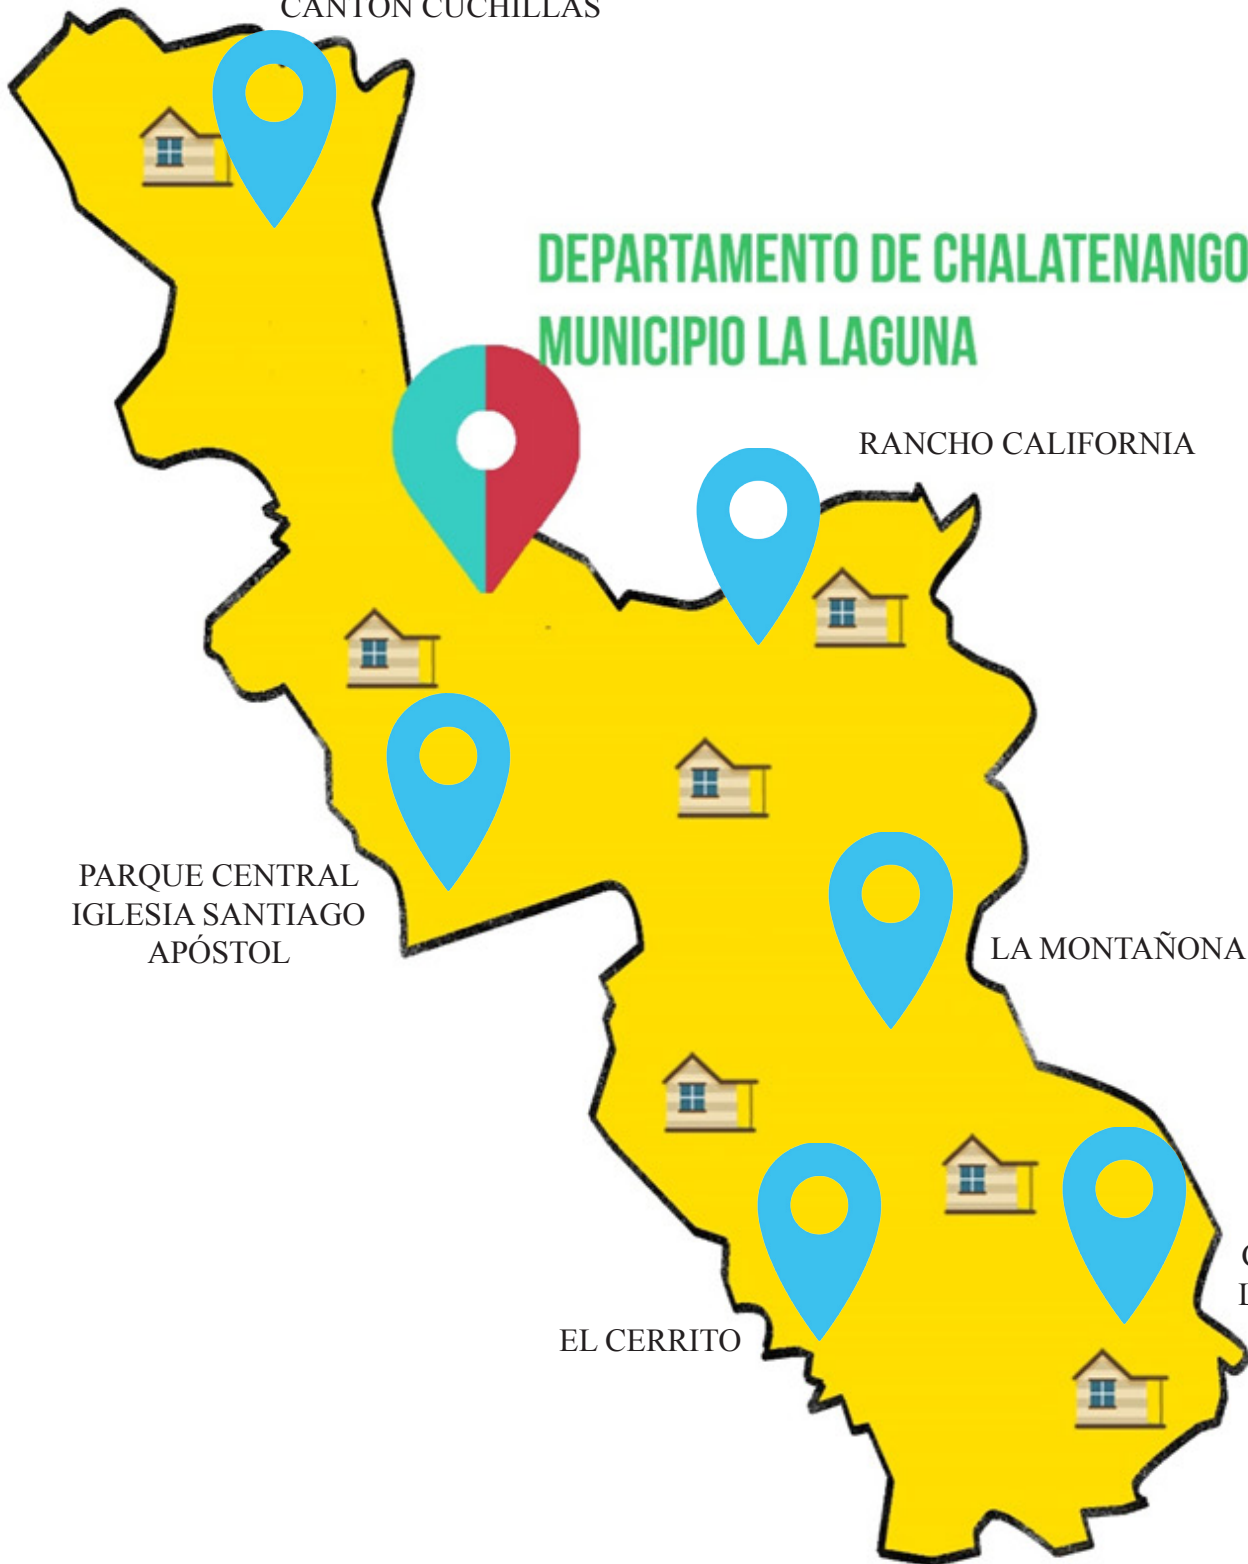 CANTÓN CUCHILLAS
DEPARTAMENTO DE CHALATENANGO
MUNICIPIO LA LAGUNA
RANCHO CALIFORNIA
PARQUE CENTRAL
IGLESIA SANTIAGO
APÓSTOL
LA MONTAÑONA
EL CERRITO